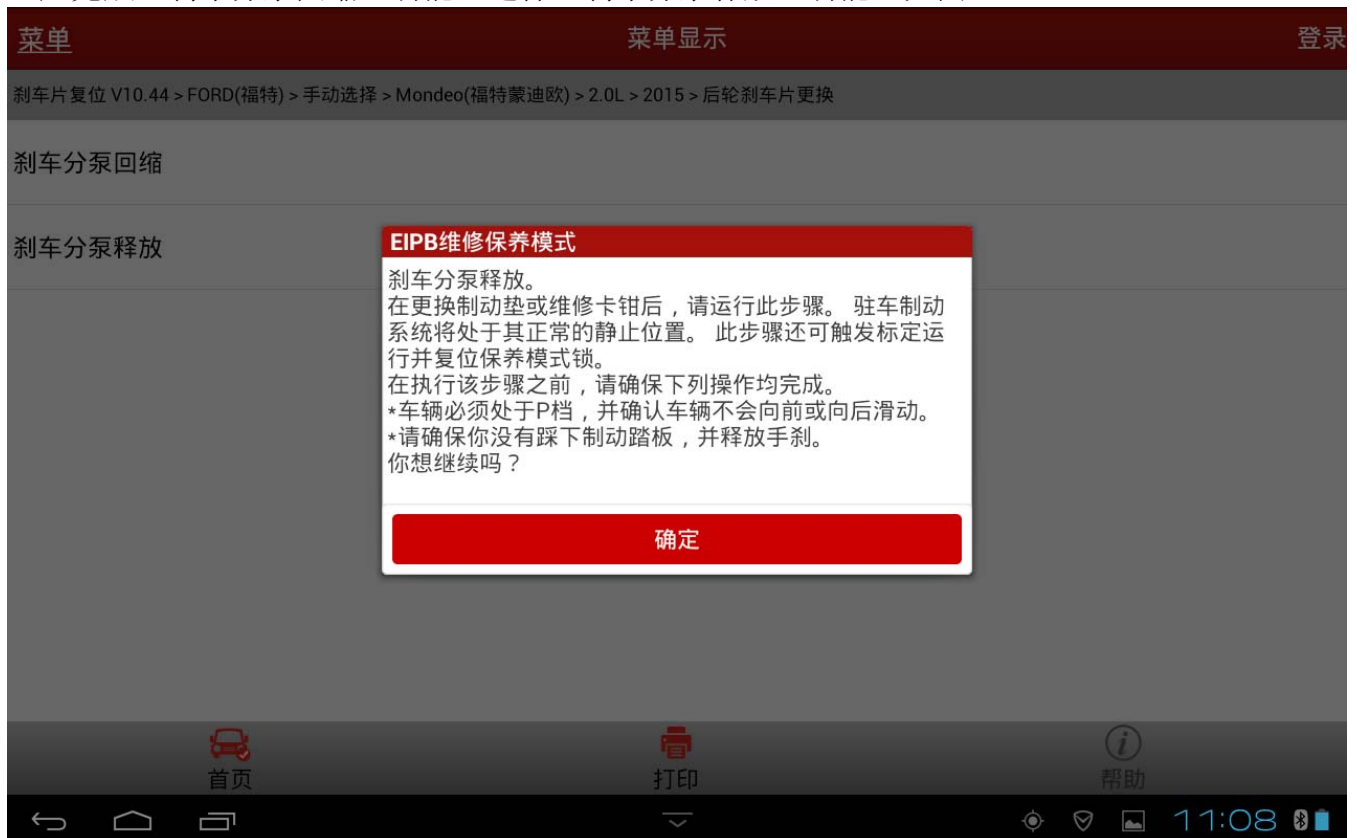 菜单
菜单显示
登录
刹车片复位 V10.44 > FORD(福特) > 手动选择 > Mondeo(福特蒙迪欧) > 2.0L > 2015 > 后轮刹车片更换
刹车分泵回缩
刹车分泵释放
EIPB维修保养模式
刹车分泵释放。
在更换制动垫或维修卡钳后，请运行此步骤。 驻车制动
系统将处于其正常的静止位置。 此步骤还可触发标定运
行并复位保养模式锁。
在执行该步骤之前，请确保下列操作均完成。
*车辆必须处于P档，并确认车辆不会向前或向后滑动。
*请确保你没有踩下制动踏板，并释放手刹。
你想继续吗？
确定
首页
打印
帮助
11:08